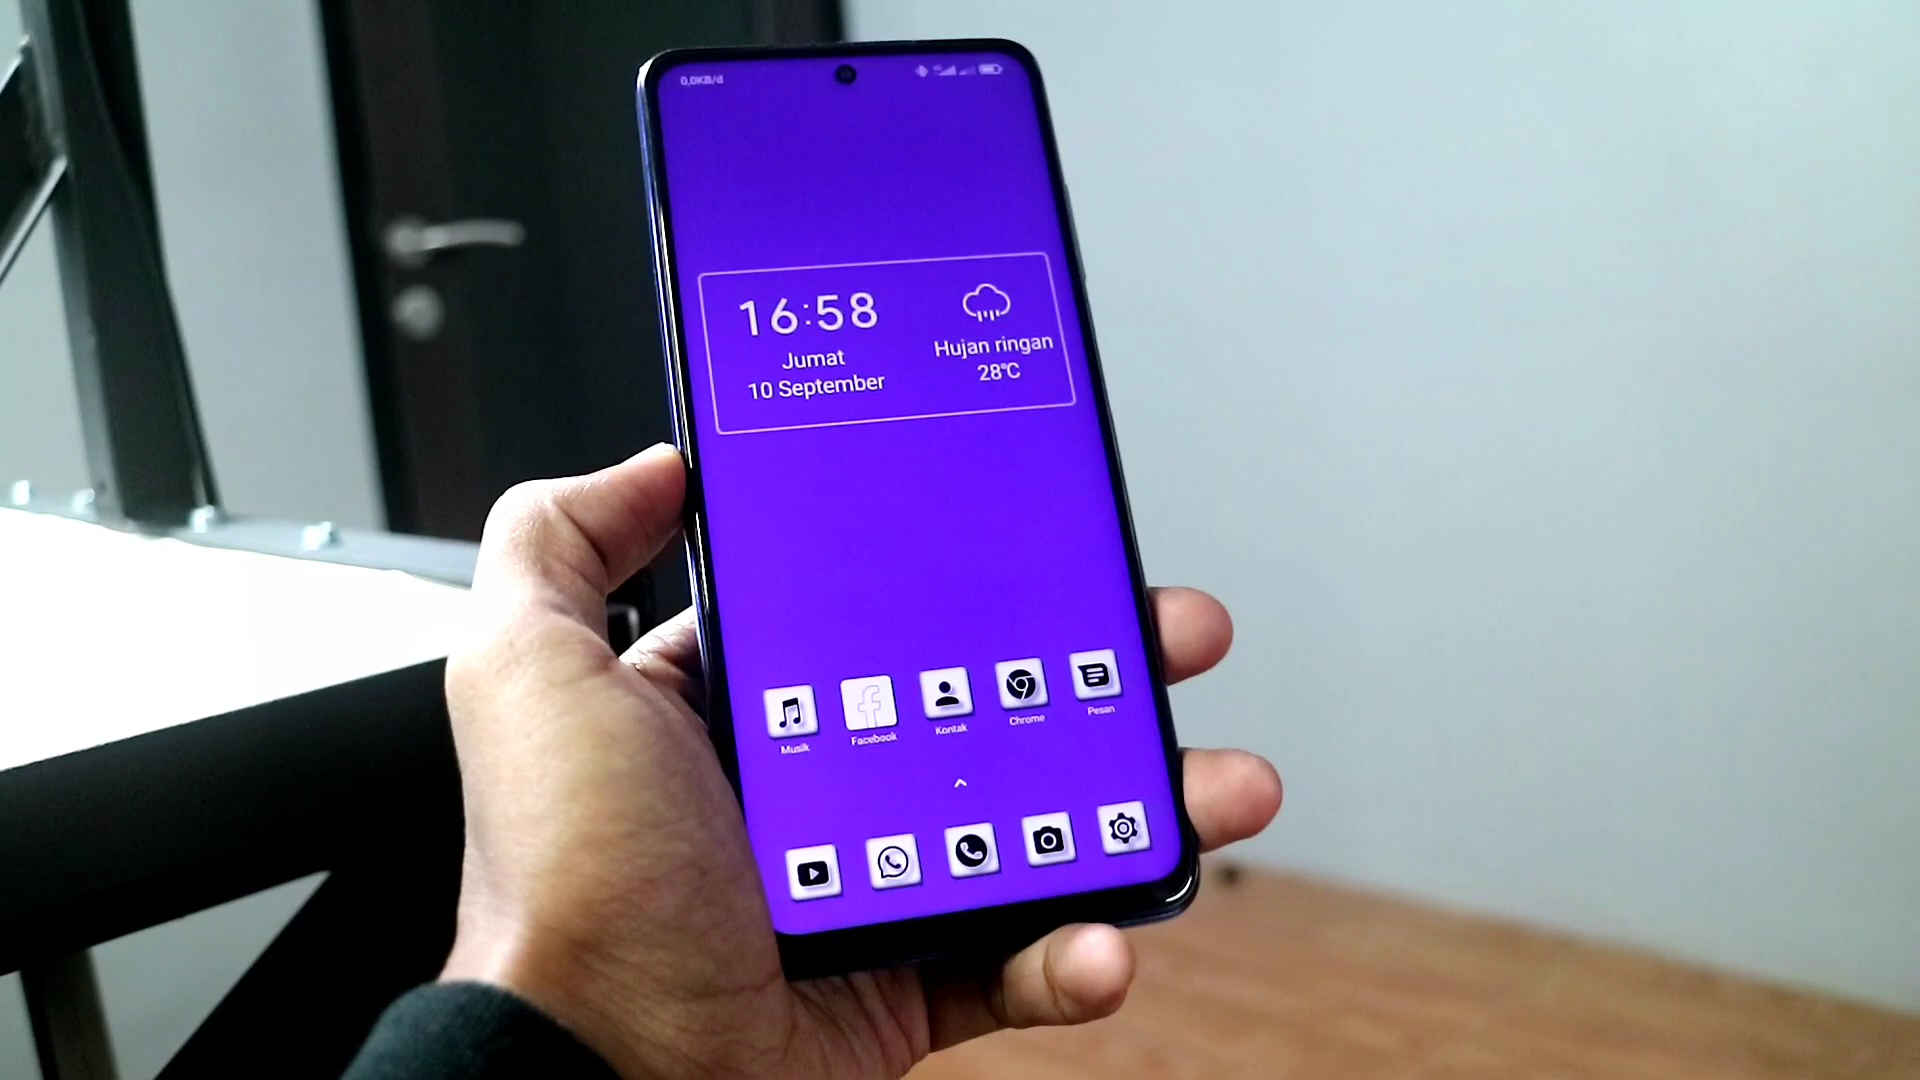 0,0KB/d
16:58
Jumat
10 September
Hujan ringan
28°C
Musik
Facebook
Kontak
Chrome
Pesan